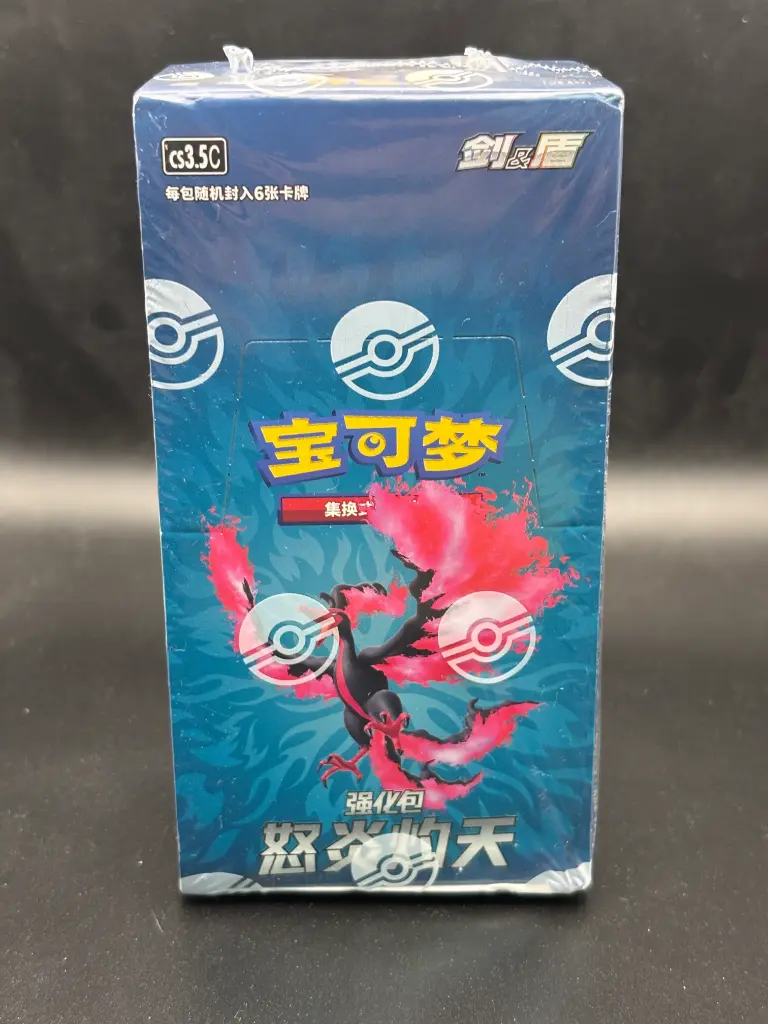 cs3.5C
剑&盾
每包随机封入6张卡牌
宝可梦
TM
集换
强化包
怒炎灼天